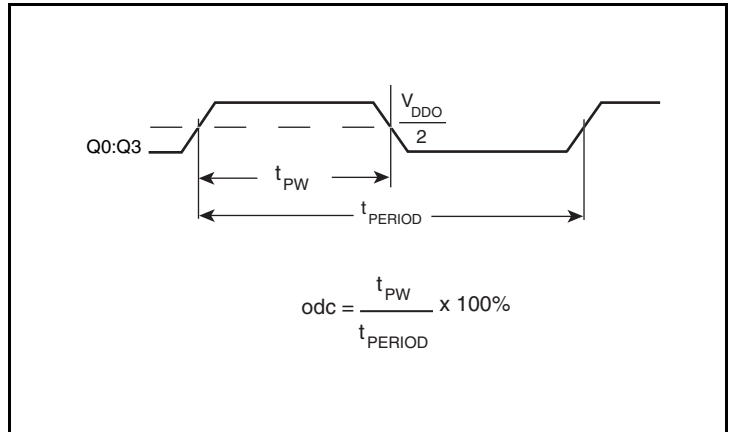 V_DDO
2
Q0:Q3
t_PW
t_PERIOD
odc = t_PW / t_PERIOD x 100%